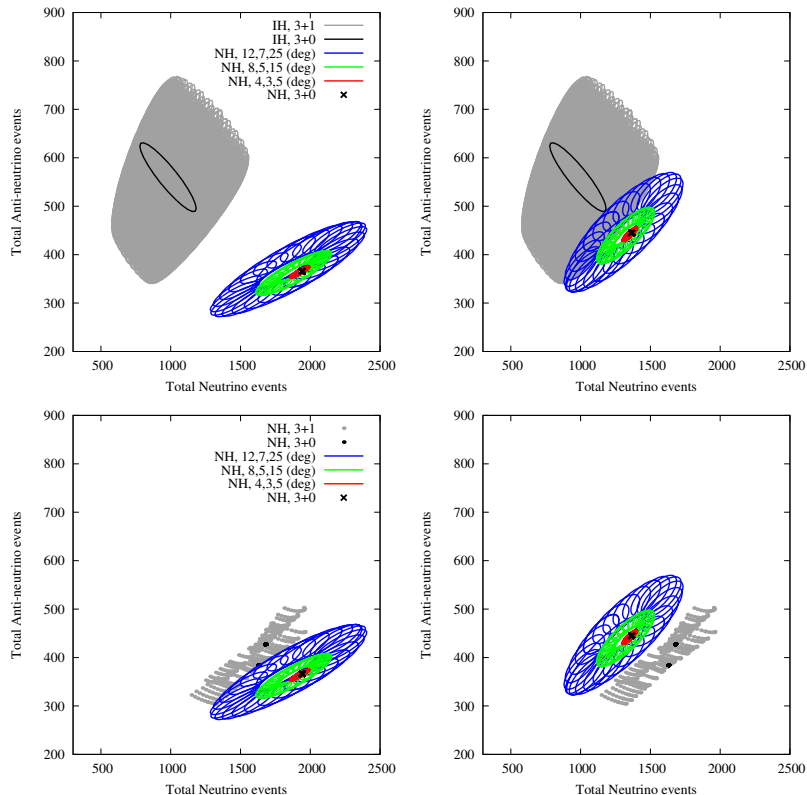 900
800
700
600
500
400
300
200
500
1000
1500
2000
2500
Total Anti-neutrino events
Total Neutrino events
IH, 3+1
IH, 3+0
NH, 12,7,25 (deg)
NH, 8,5,15 (deg)
NH, 4,3,5 (deg)
NH, 3+0
900
800
700
600
500
400
300
200
500
1000
1500
2000
2500
Total Anti-neutrino events
Total Neutrino events
900
800
700
600
500
400
300
200
500
1000
1500
2000
2500
Total Anti-neutrino events
Total Neutrino events
NH, 3+1
NH, 3+0
NH, 12,7,25 (deg)
NH, 8,5,15 (deg)
NH, 4,3,5 (deg)
NH, 3+0
900
800
700
600
500
400
300
200
500
1000
1500
2000
2500
Total Anti-neutrino events
Total Neutrino events